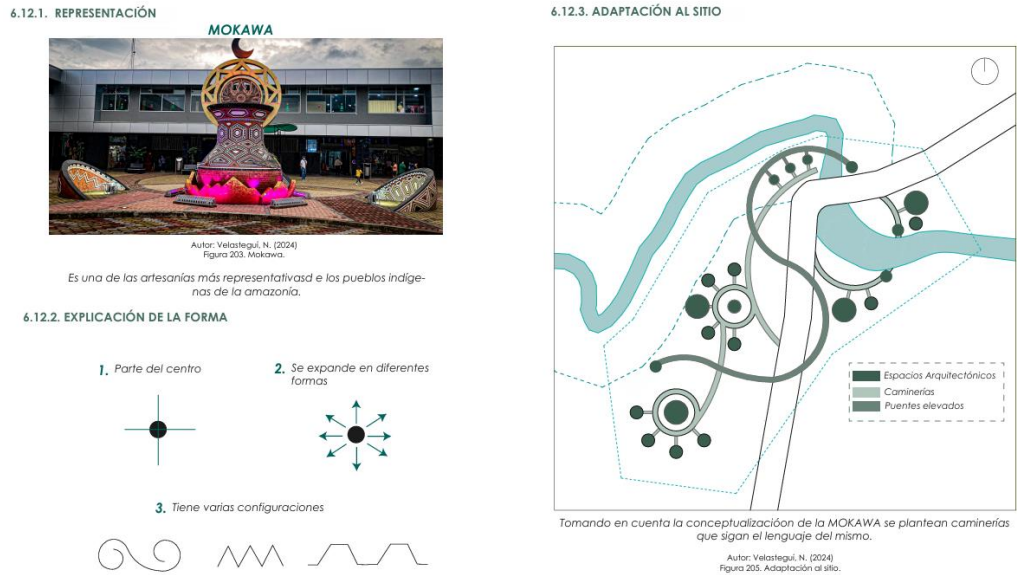 6.12.1. REPRESENTACIÓN
MOKAWA
Autor: Velasteguí, N. (2024)
Figura 203. Mokawa.
Es una de las artesanías más representativasd e los pueblos indíge-
nas de la amazonía.
6.12.2. EXPLICACIÓN DE LA FORMA
1. Parte del centro
2. Se expande en diferentes
formas
3. Tiene varias configuraciones
6.12.3. ADAPTACIÓN AL SITIO
Espacios Arquitectónicos
Caminerías
Puentes elevados
Tomando en cuenta la conceptualizacióon de la MOKAWA se plantean caminerías
que sigan el lenguaje del mismo.
Autor: Velasteguí, N. (2024)
Figura 205. Adaptación al sitio.